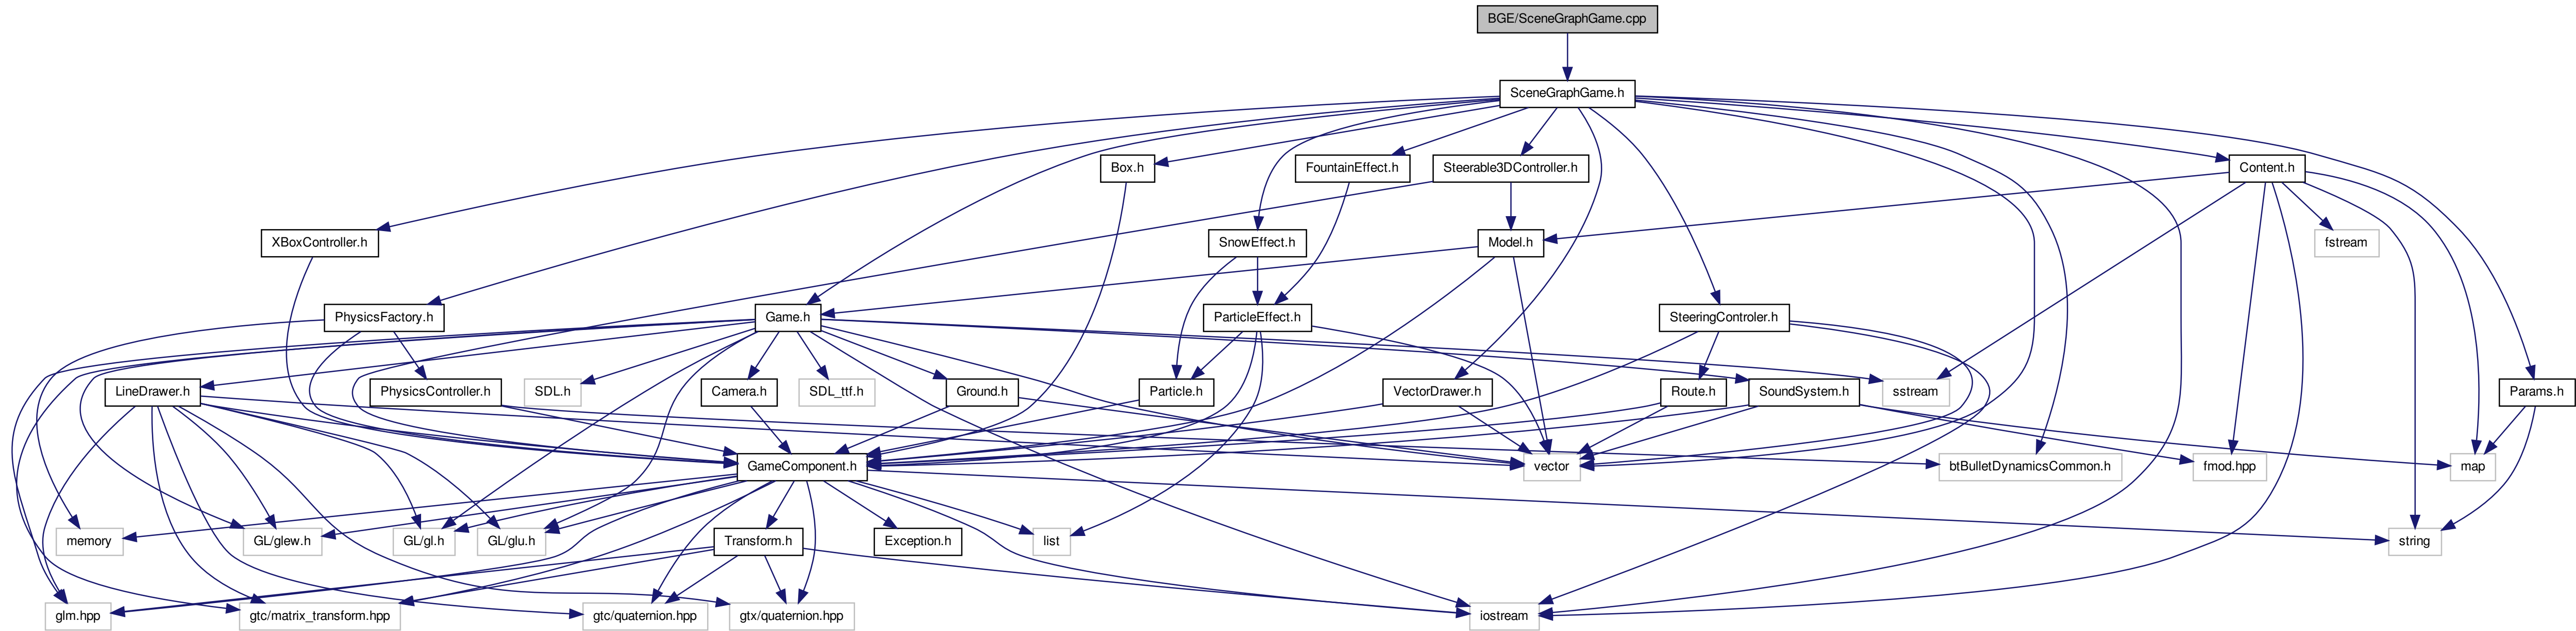 BGE/SceneGraphGame.cpp
SceneGraphGame.h
Box.h
FountainEffect.h
Steerable3DController.h
Content.h
XBoxController.h
SnowEffect.h
Model.h
fstream
PhysicsFactory.h
Game.h
ParticleEffect.h
SteeringControler.h
LineDrawer.h
PhysicsController.h
SDL.h
Camera.h
SDL_ttf.h
Ground.h
Particle.h
VectorDrawer.h
Route.h
SoundSystem.h
sstream
Params.h
GameComponent.h
vector
btBulletDynamicsCommon.h
fmod.hpp
map
memory
GL/glew.h
GL/gl.h
GL/glu.h
Transform.h
Exception.h
list
string
glm.hpp
gtc/matrix_transform.hpp
gtc/quaternion.hpp
gtx/quaternion.hpp
iostream